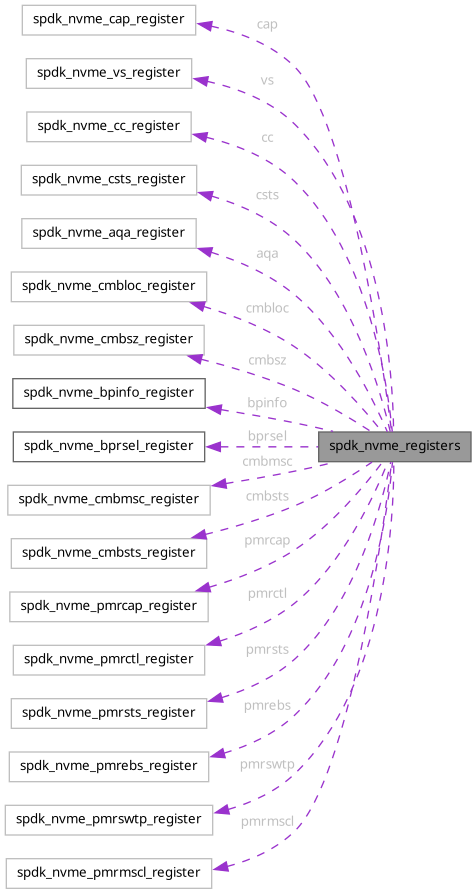 spdk_nvme_cap_register
cap
spdk_nvme_vs_register
vs
spdk_nvme_cc_register
cc
spdk_nvme_csts_register
csts
spdk_nvme_aqa_register
aqa
spdk_nvme_cmbloc_register
cmbloc
spdk_nvme_cmbsz_register
cmbsz
spdk_nvme_bpinfo_register
bpinfo
spdk_nvme_bprsel_register
bprsel
spdk_nvme_registers
cmbmsc
spdk_nvme_cmbmsc_register
cmbsts
spdk_nvme_cmbsts_register
pmrcap
spdk_nvme_pmrcap_register
pmrctl
spdk_nvme_pmrctl_register
pmrsts
spdk_nvme_pmrsts_register
pmrebs
spdk_nvme_pmrebs_register
pmrswtp
spdk_nvme_pmrswtp_register
pmrmscl
spdk_nvme_pmrmscl_register